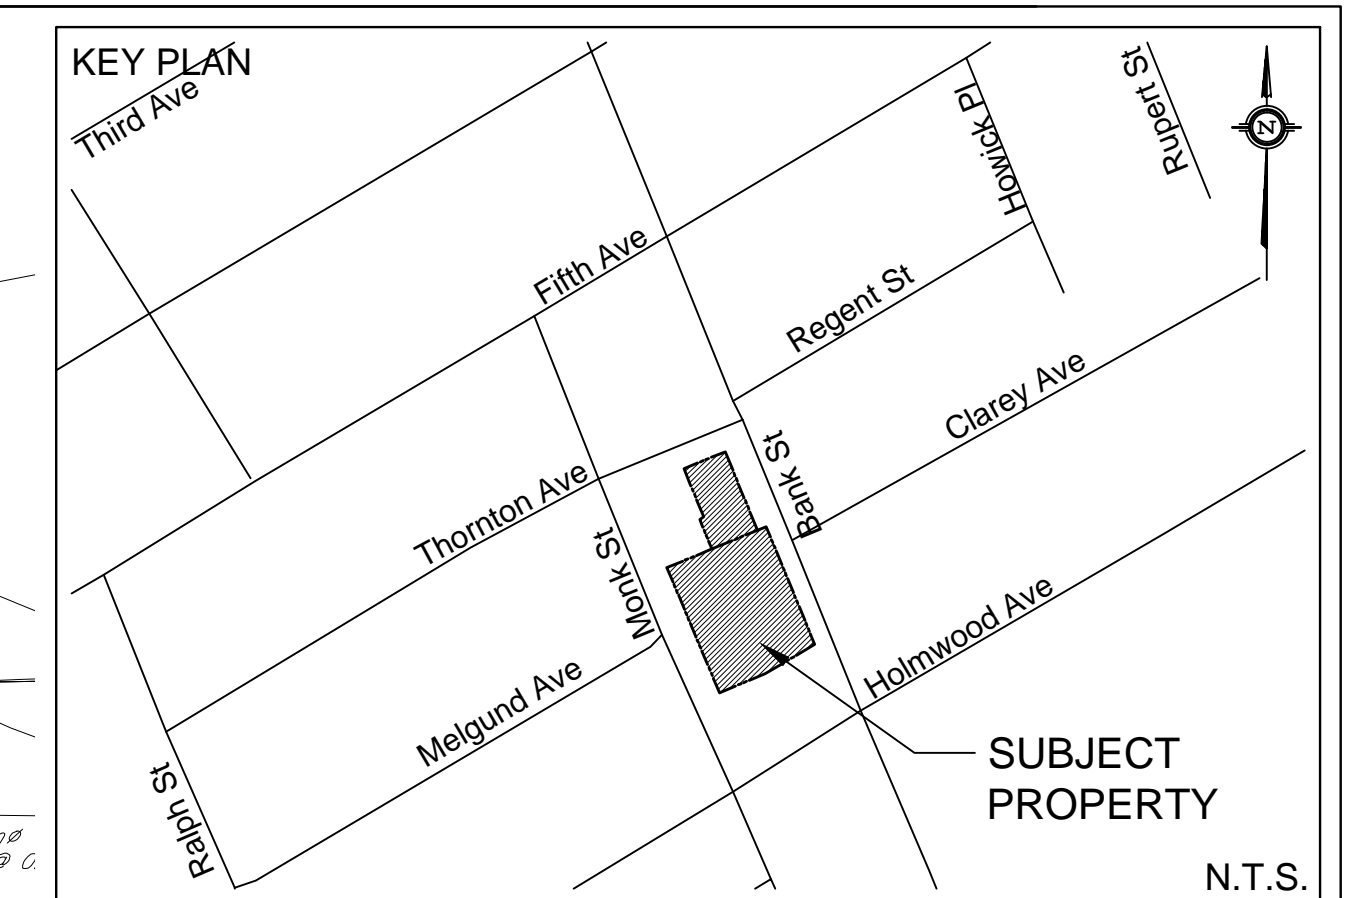 KEY PLAN
Third Ave
Rupert St
Howick Pl
N
Fifth Ave
Regent St
Clarey Ave
Bank St
Thornton Ave
Monk St
Holmwood Ave
Melgund Ave
Ralph St
SUBJECT
PROPERTY
N.T.S.